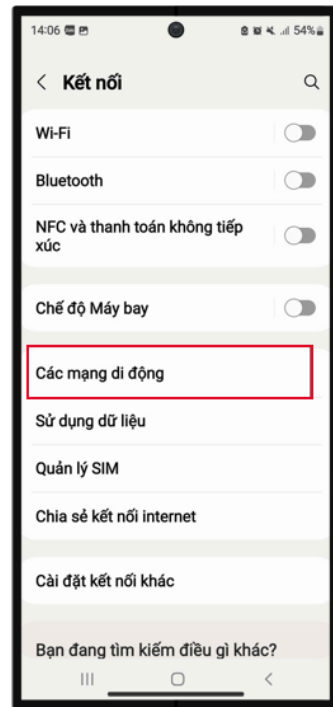 14:06 54%
Kết nối
Wi-Fi
Bluetooth
NFC và thanh toán không tiếp
xúc
Chế độ Máy bay
Các mạng di động
Sử dụng dữ liệu
Quản lý SIM
Chia sẻ kết nối internet
Cài đặt kết nối khác
Bạn đang tìm kiếm điều gì khác?